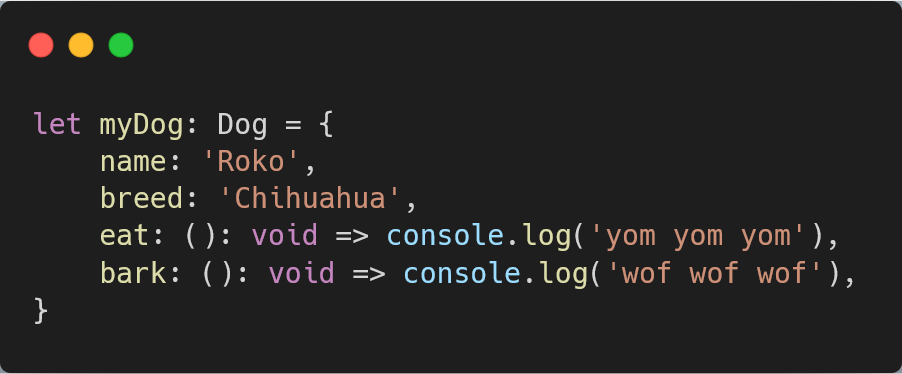 let myDog: Dog = {
    name: 'Roko',
    breed: 'Chihuahua',
    eat: (): void => console.log('yom yom yom'),
    bark: (): void => console.log('wof wof wof'),
}